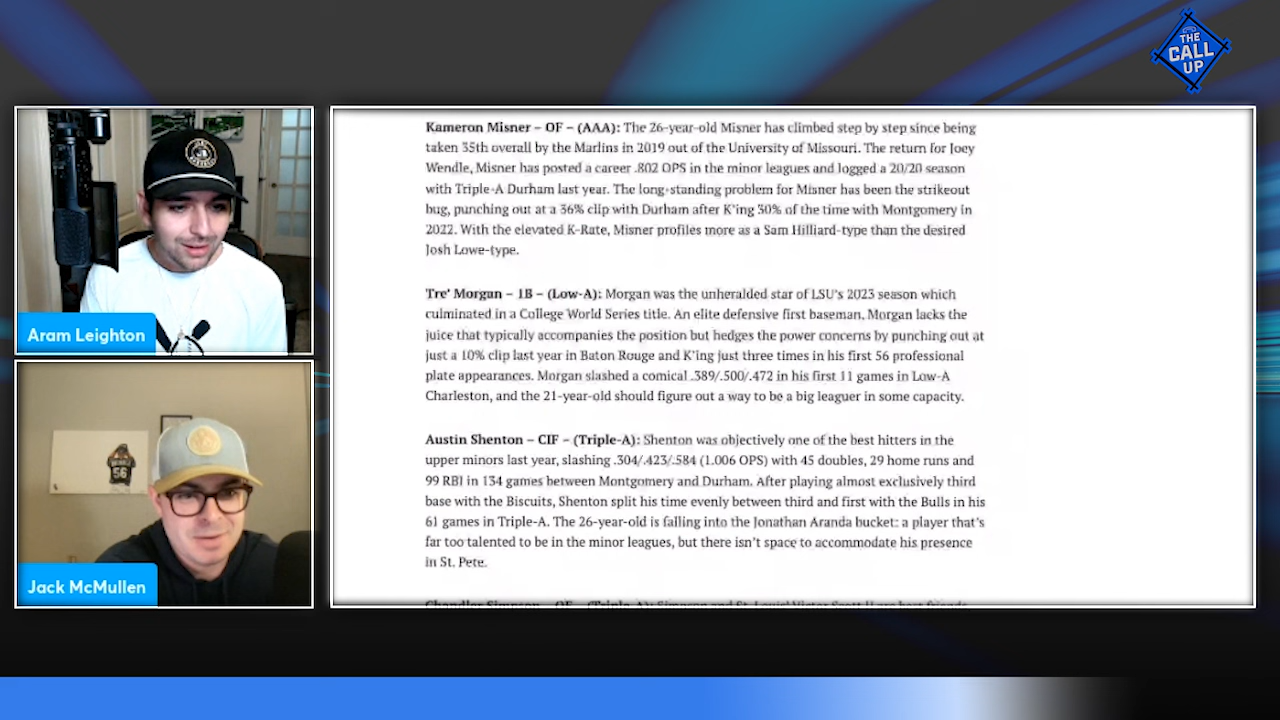 THE
CALL
UP
Kameron Misner – OF – (AAA): The 26-year-old Misner has climbed step by step since being
taken 35th overall by the Marlins in 2019 out of the University of Missouri. The return for Joey
Wendle, Misner has posted a career .802 OPS in the minor leagues and logged a 20/20 season
with Triple-A Durham last year. The long-standing problem for Misner has been the strikeout
bug, punching out at a 36% clip with Durham after K'ing 30% of the time with Montgomery in
2022. With the elevated K-Rate, Misner profiles more as a Sam Hilliard-type than the desired
Josh Lowe-type.
Tre' Morgan – 1B – (Low-A): Morgan was the unheralded star of LSU's 2023 season which
culminated in a College World Series title. An elite defensive first baseman, Morgan lacks the
juice that typically accompanies the position but hedges the power concerns by punching out at
just a 10% clip last year in Baton Rouge and K'ing just three times in his first 56 professional
plate appearances. Morgan slashed a comical .389/.500/.472 in his first 11 games in Low-A
Charleston, and the 21-year-old should figure out a way to be a big leaguer in some capacity.
Austin Shenton – CIF – (Triple-A): Shenton was objectively one of the best hitters in the
upper minors last year, slashing .304/.423/.584 (1.006 OPS) with 45 doubles, 29 home runs and
99 RBI in 134 games between Montgomery and Durham. After playing almost exclusively third
base with the Biscuits, Shenton split his time evenly between third and first with the Bulls in his
61 games in Triple-A. The 26-year-old is falling into the Jonathan Aranda bucket: a player that's
far too talented to be in the minor leagues, but there isn't space to accommodate his presence
in St. Pete.
Aram Leighton
56
Jack McMullen